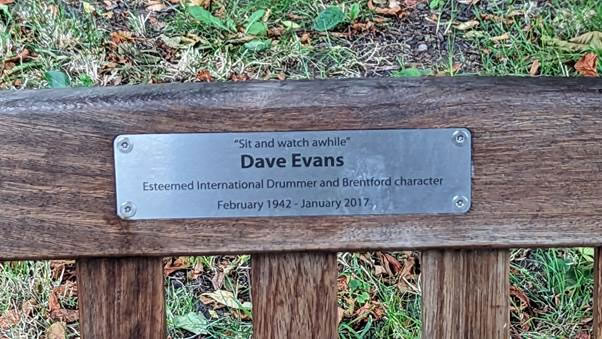 "Sit and watch awhile"
Dave Evans
Esteemed International Drummer and Brentford character
February 1942 - January 2017